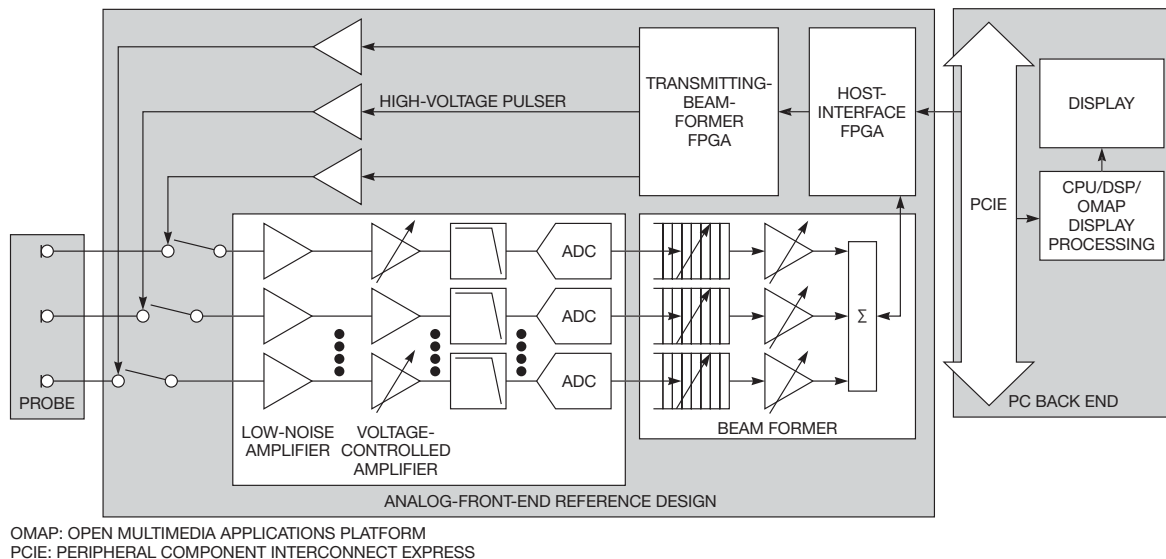 HIGH-VOLTAGE PULSER
TRANSMITTING-
BEAM-
FORMER
FPGA
HOST-
INTERFACE
FPGA
PCIE
DISPLAY
CPU/DSP/
OMAP
DISPLAY
PROCESSING
PC BACK END
PROBE
ADC
ADC
ADC
Σ
LOW-NOISE
AMPLIFIER
VOLTAGE-
CONTROLLED
AMPLIFIER
BEAM FORMER
ANALOG-FRONT-END REFERENCE DESIGN
OMAP: OPEN MULTIMEDIA APPLICATIONS PLATFORM
PCIE: PERIPHERAL COMPONENT INTERCONNECT EXPRESS